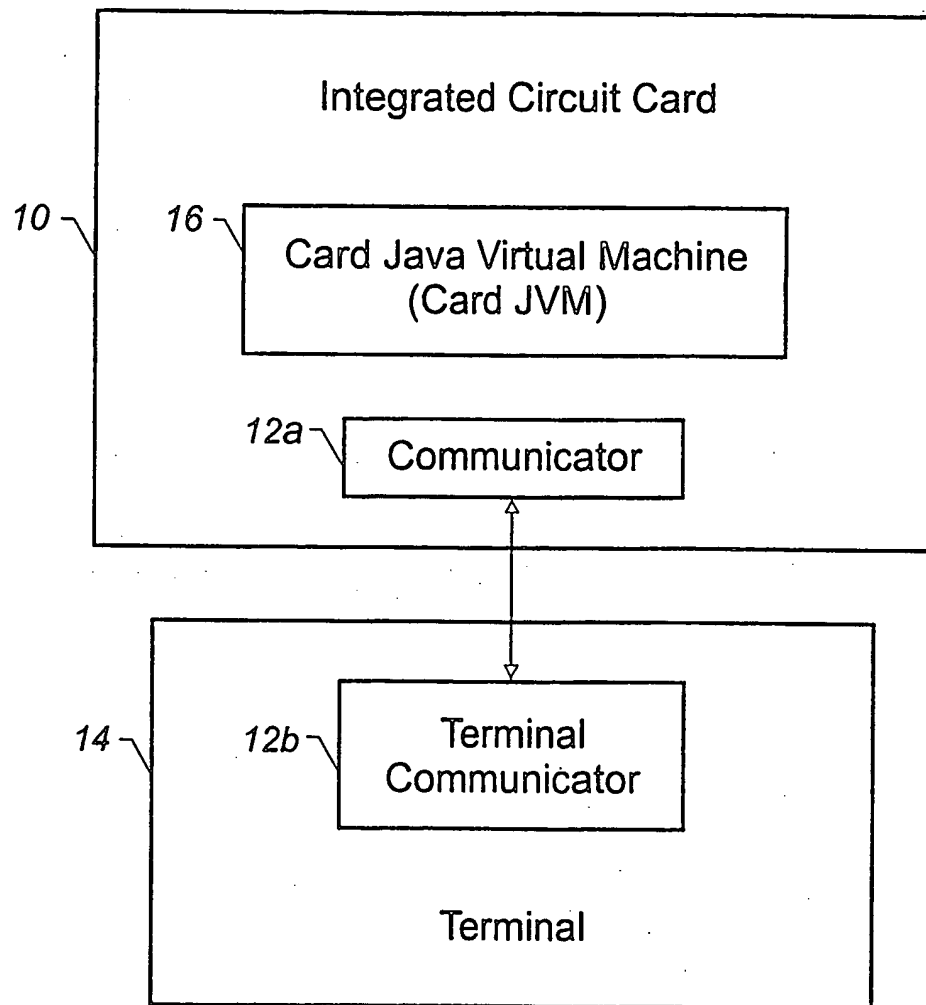 Integrated Circuit Card
10
16
Card Java Virtual Machine
(Card JVM)
12a
Communicator
14
12b
Terminal
Communicator
Terminal